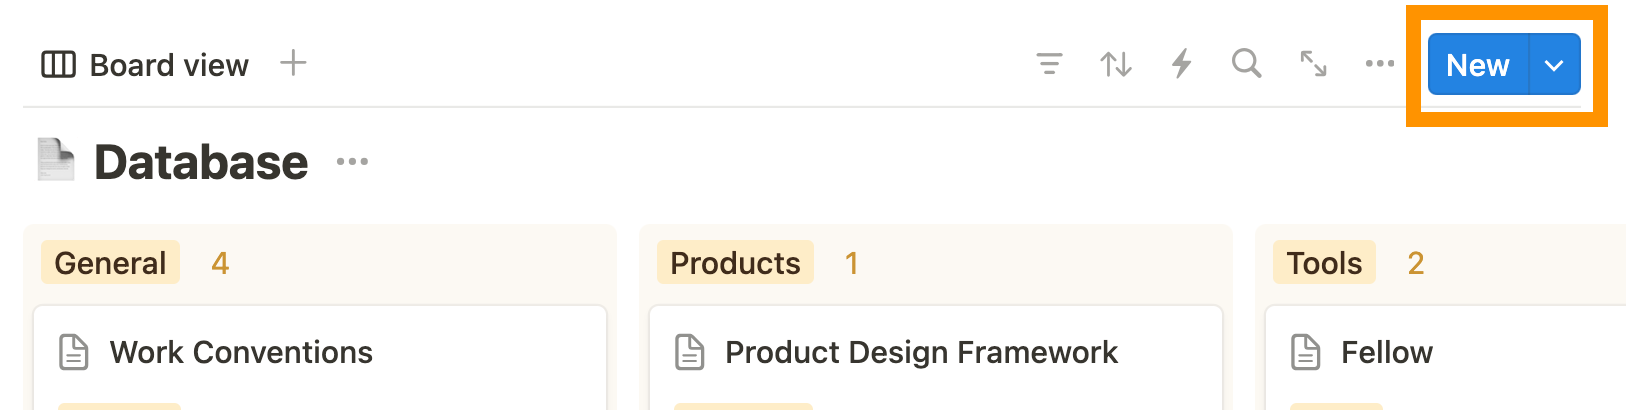 Board view
New
Database
General 4
Products 1
Tools 2
Work Conventions
Product Design Framework
Fellow